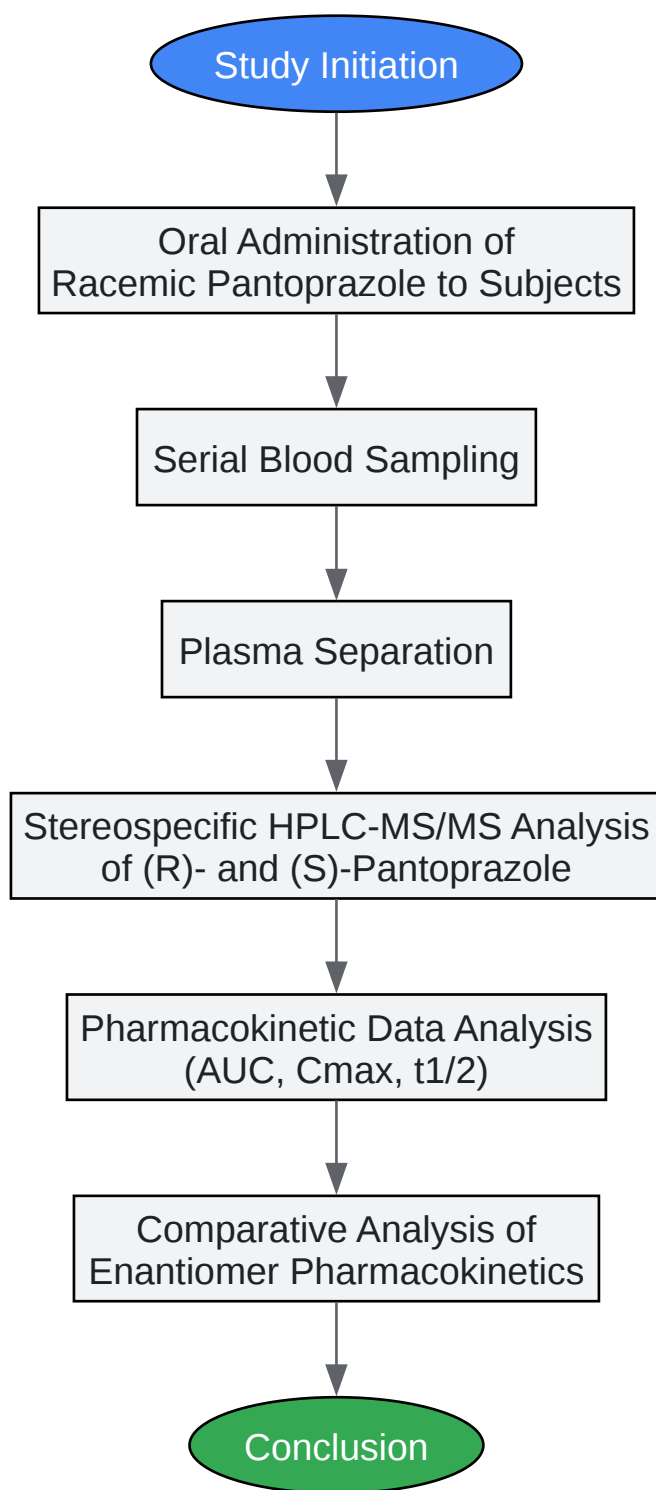 Study Initiation
Oral Administration of
Racemic Pantoprazole to Subjects
Serial Blood Sampling
Plasma Separation
Stereospecific HPLC-MS/MS Analysis
of (R)- and (S)-Pantoprazole
Pharmacokinetic Data Analysis
(AUC, Cmax, t1/2)
Comparative Analysis of
Enantiomer Pharmacokinetics
Conclusion